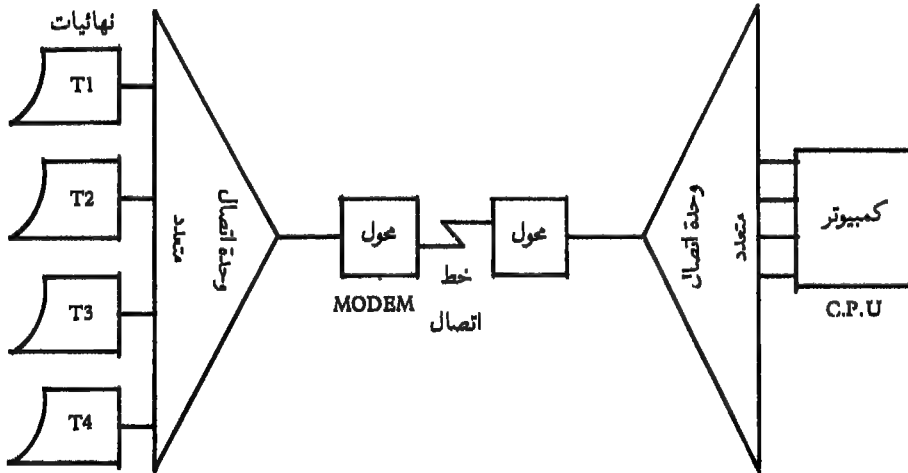 نهائيات
T1
T2
T3
T4
وحدة اتصال
متعدد
محول
MODEM
خط
اتصال
محول
وحدة اتصال
متعدد
كمبيوتر
C.P.U